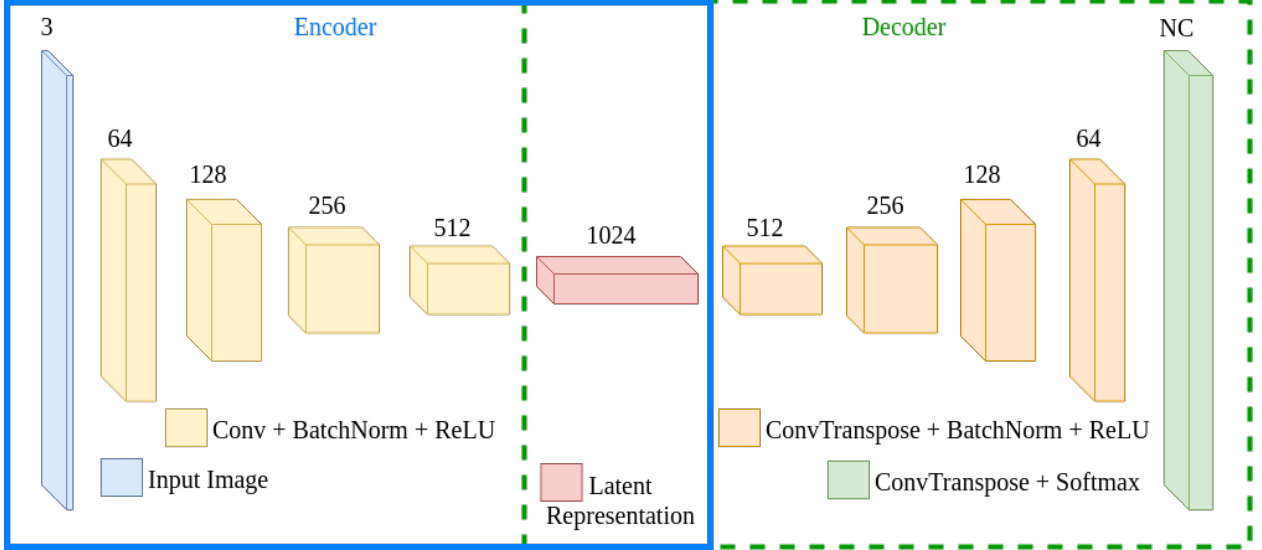 Encoder
Decoder
3
64
128
256
512
1024
512
256
128
64
NC
Conv + BatchNorm + ReLU
Input Image
Latent
Representation
ConvTranspose + BatchNorm + ReLU
ConvTranspose + Softmax